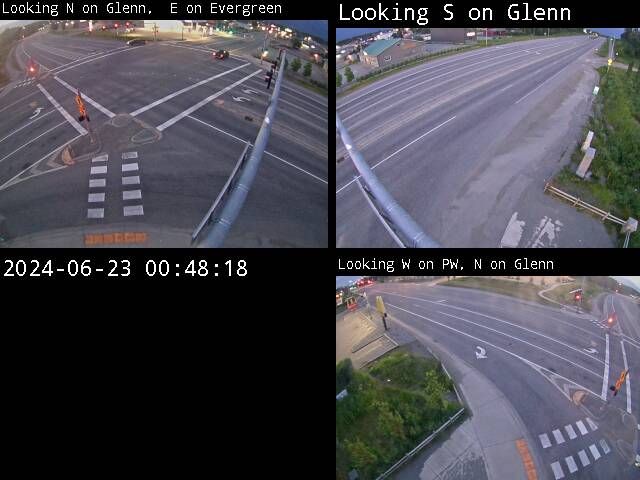 Looking N on Glenn, E on Evergreen
Looking S on Glenn
2024-06-23 00:48:18
Looking W on PW, N on Glenn